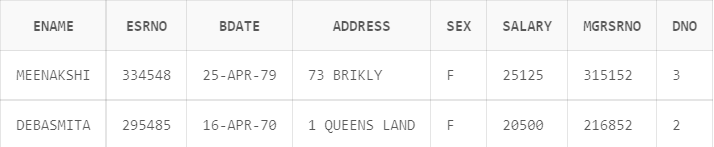 ENAME ESRNO BDATE ADDRESS SEX SALARY MGRSRNO DNO
MEENAKSHI 334548 25-APR-79 73 BRIKLY F 25125 315152 3
DEBASMITA 295485 16-APR-70 1 QUEENS LAND F 20500 216852 2